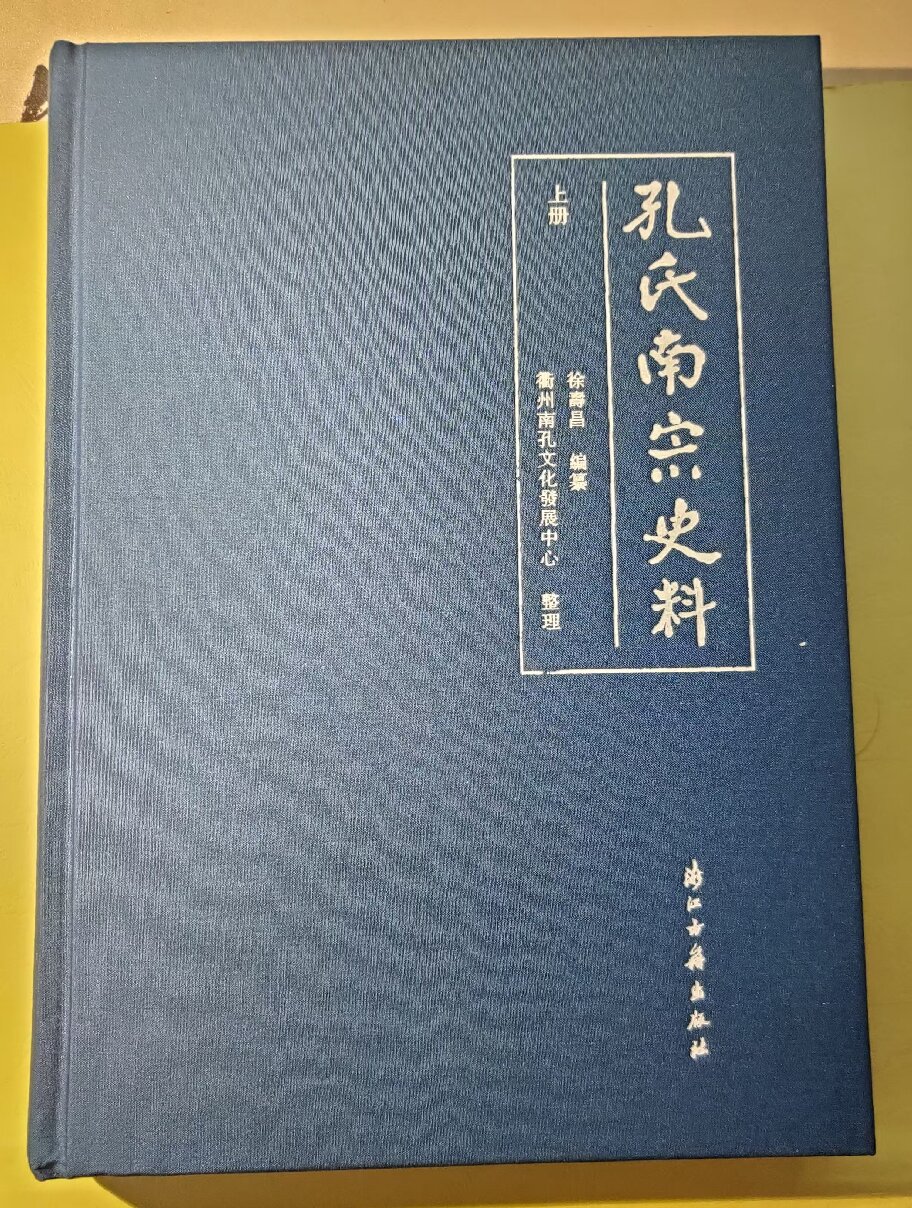 孔氏南宗史料
上册
徐壽昌 编纂
衢州南孔文化發展中心 整理
浙江古籍出版社